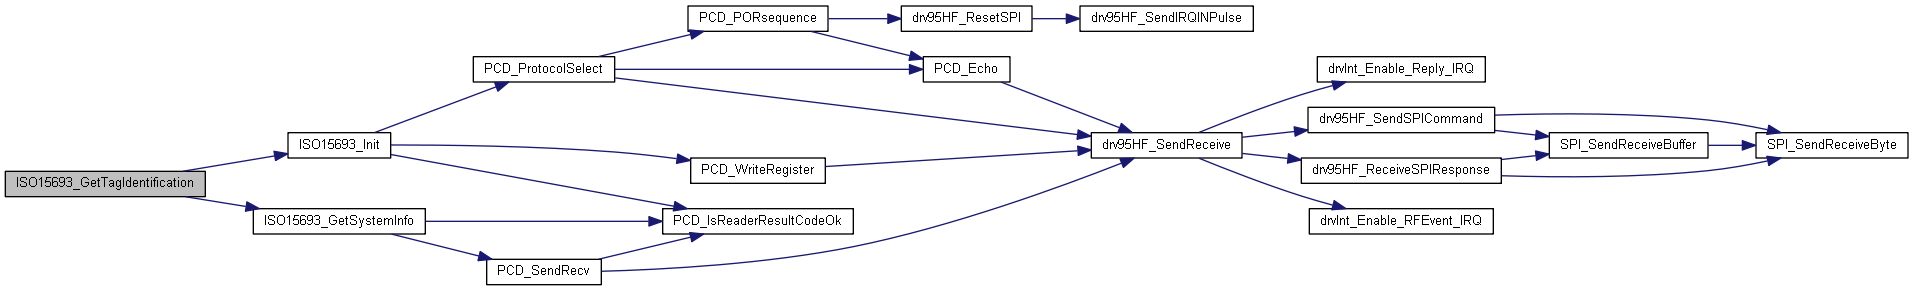 PCD_PORsequence
drv95HF_ResetSPI
drv95HF_SendIRQINPulse
PCD_ProtocolSelect
PCD_Echo
drvInt_Enable_Reply_IRQ
drv95HF_SendSPICommand
ISO15693_Init
drv95HF_SendReceive
SPI_SendReceiveBuffer
SPI_SendReceiveByte
PCD_WriteRegister
drv95HF_ReceiveSPIResponse
ISO15693_GetTagIdentification
ISO15693_GetSystemInfo
PCD_IsReaderResultCodeOk
drvInt_Enable_RFEvent_IRQ
PCD_SendRecv